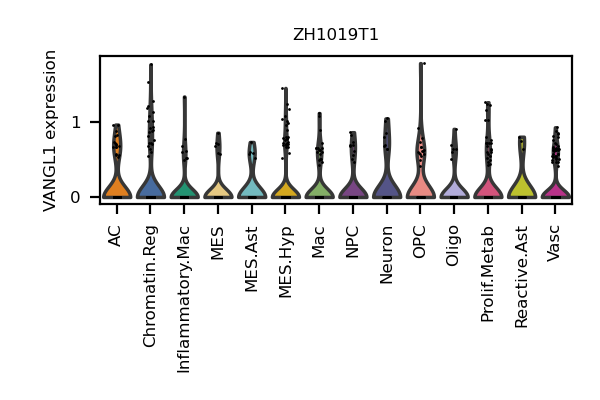 ZH1019T1
VANGL1 expression
1
0
AC
Chromatin.Reg
Inflammatory.Mac
MES
MES.Ast
MES.Hyp
Mac
NPC
Neuron
OPC
Oligo
Prolif.Metab
Reactive.Ast
Vasc